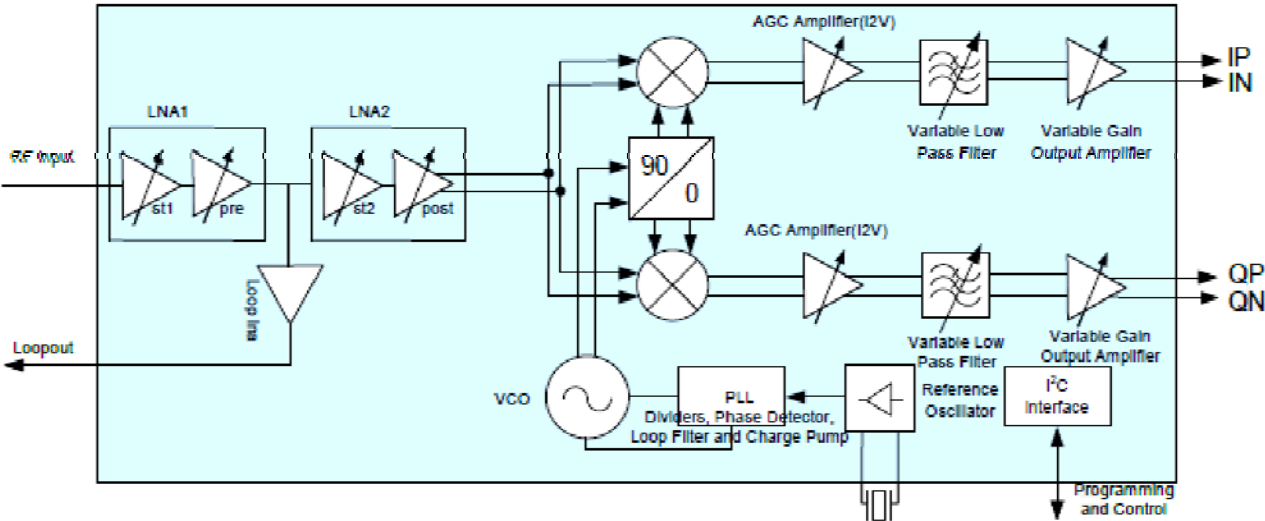 AGC Amplifier(I2V)
IP
IN
LNA1
LNA2
Variable Low
Pass Filter
Variable Gain
Output Amplifier
RF Input
90
0
st1
pre
st2
post
AGC Amplifier(I2V)
QP
QN
Loop lna
Loopout
Variable Low
Pass Filter
Variable Gain
Output Amplifier
VCO
PLL
Dividers, Phase Detector,
Loop Filter and Charge Pump
Reference
Oscillator
I²C
Interface
Programming
and Control